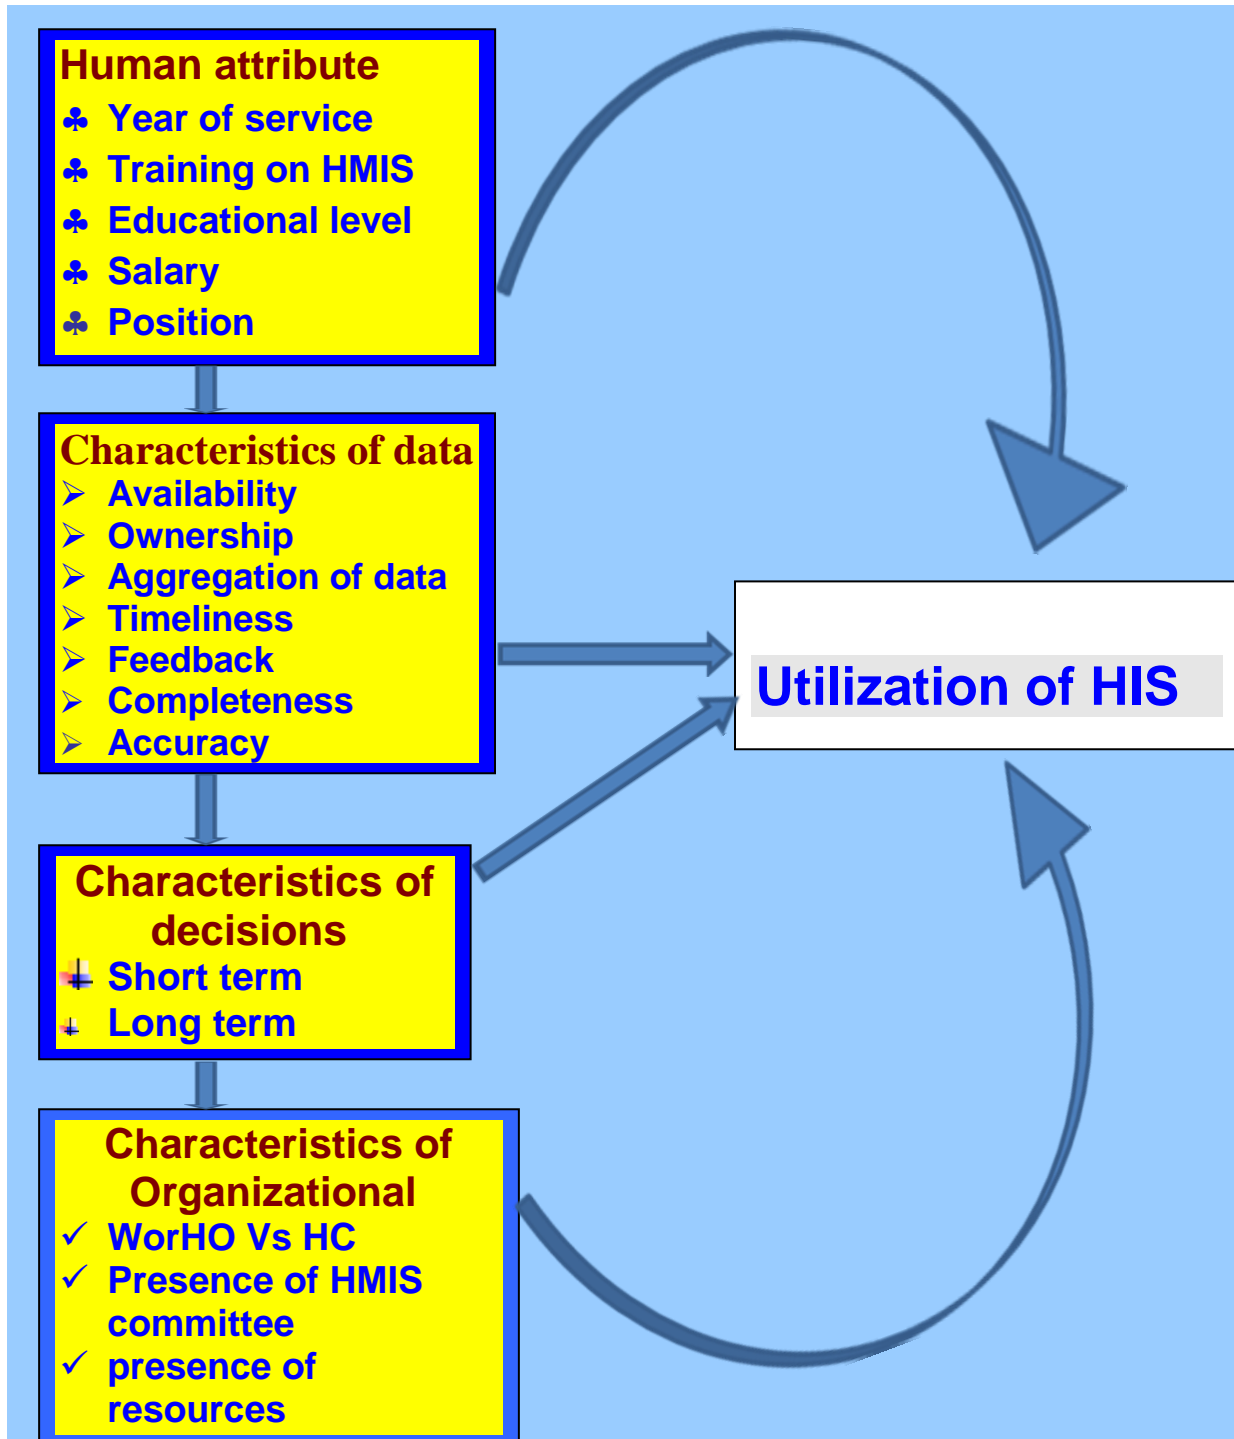 Human attribute
Year of service
Training on HMIS
Educational level
Salary
Position
Characteristics of data
Availability
Ownership
Aggregation of data
Timeliness
Feedback
Completeness
Accuracy
Utilization of HIS
Characteristics of
decisions
Short term
Long term
Characteristics of
Organizational
WorHO Vs HC
Presence of HMIS
committee
presence of
resources